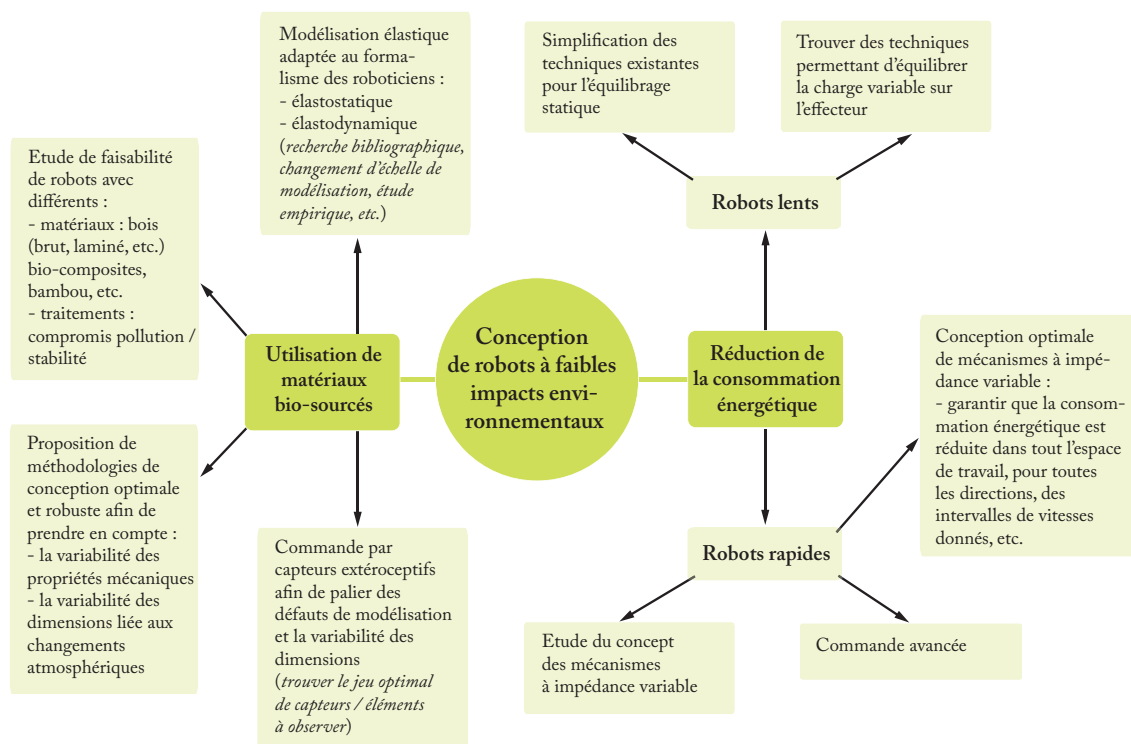 Modélisation élastique
adaptée au forma-
lisme des roboticiens :
- élastostatique
- élastodynamique
(recherche bibliographique,
changement d’échelle de
modélisation, étude
empirique, etc.)
Simplification des
techniques existantes
pour l’équilibrage
statique
Trouver des techniques
permettant d’équilibrer
la charge variable sur
l’effecteur
Etude de faisabilité
de robots avec
différents :
- matériaux : bois
(brut, laminé, etc.)
bio-composites,
bambou, etc.
- traitements :
compromis pollution /
stabilité
Robots lents
Utilisation de
matériaux
bio-sourcés
Conception
de robots à faibles
impacts envi-
ronnementaux
Réduction de
la consommation
énergétique
Conception optimale
de mécanismes à impé-
dance variable :
- garantir que la consom-
mation énergétique est
réduite dans tout l’espace
de travail, pour toutes
les directions, des
intervalles de vitesses
donnés, etc.
Proposition de
méthodologies de
conception optimale
et robuste afin de
prendre en compte :
- la variabilité des
propriétés mécaniques
- la variabilité des
dimensions liée aux
changements
atmosphériques
Commande par
capteurs extéroceptifs
afin de palier des
défauts de modélisation
et la variabilité des
dimensions
(trouver le jeu optimal
de capteurs / éléments
à observer)
Robots rapides
Etude du concept
des mécanismes
à impédance variable
Commande avancée